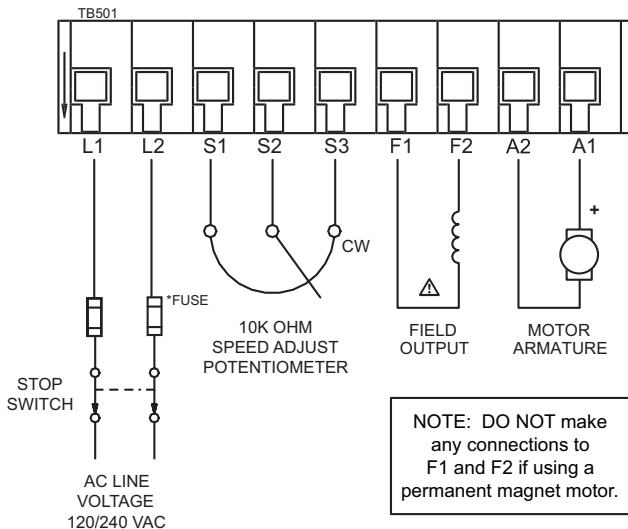 TB501
L1 L2 S1 S2 S3 F1 F2 A2 A1
+
CW
*FUSE
10K OHM
SPEED ADJUST
POTENTIOMETER
!
FIELD
OUTPUT
MOTOR
ARMATURE
STOP
SWITCH
AC LINE
VOLTAGE
120/240 VAC
NOTE: DO NOT make
any connections to
F1 and F2 if using a
permanent magnet motor.